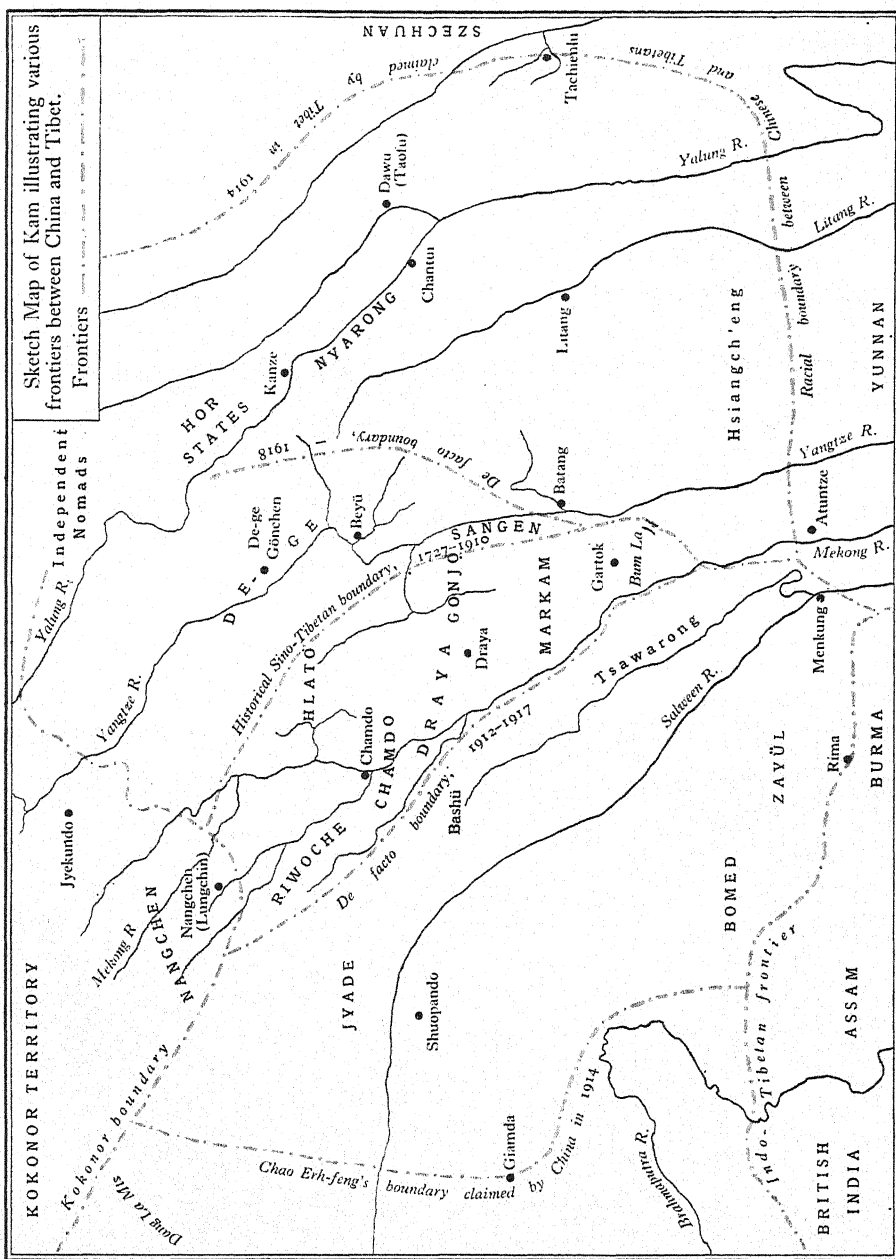 Sketch Map of Kam illustrating various
frontiers between China and Tibet.
Frontiers
KOKONOR TERRITORY
Kokonor boundary
Dang La Mts
Jyekundo
Mekong R
NANGCHEN
Nangchen
(Lungchin)
Yangtze R.
Yalung R.
Independent
Nomads
HOR
STATES
Kanze
NYARONG
Chantui
Dawu
(Taofu)
1914 in Tibet by claimed
SZECHUAN
Tachienlu
and Tibetans
Chinese
between
boundary
Racial
DE-GE
De-ge
Gönchen
Beyü
Historical Sino-Tibetan boundary, 1727-1910
De facto boundary, 1918 -
HLATO
Chamdo
CHAMDO
RIWOCHE
De facto boundary, 1912-1917
DRAYA
Draya
GONJO
SANGEN
MARKAM
Gartok
Bum La
Batang
Litang
Yalung R.
Litang R.
Hsiangch'eng
Yangtze R.
YUNNAN
Atuntze
Mekong R.
Menkung
Tsawarong
Salween R.
Bashü
JYADE
Shuopando
Giamda
Chao Erh-feng's boundary claimed by China in 1914
Brahmaputra R.
BOMED
ZAYÜL
Rima
BURMA
ASSAM
Indo-Tibetan frontier
BRITISH
INDIA